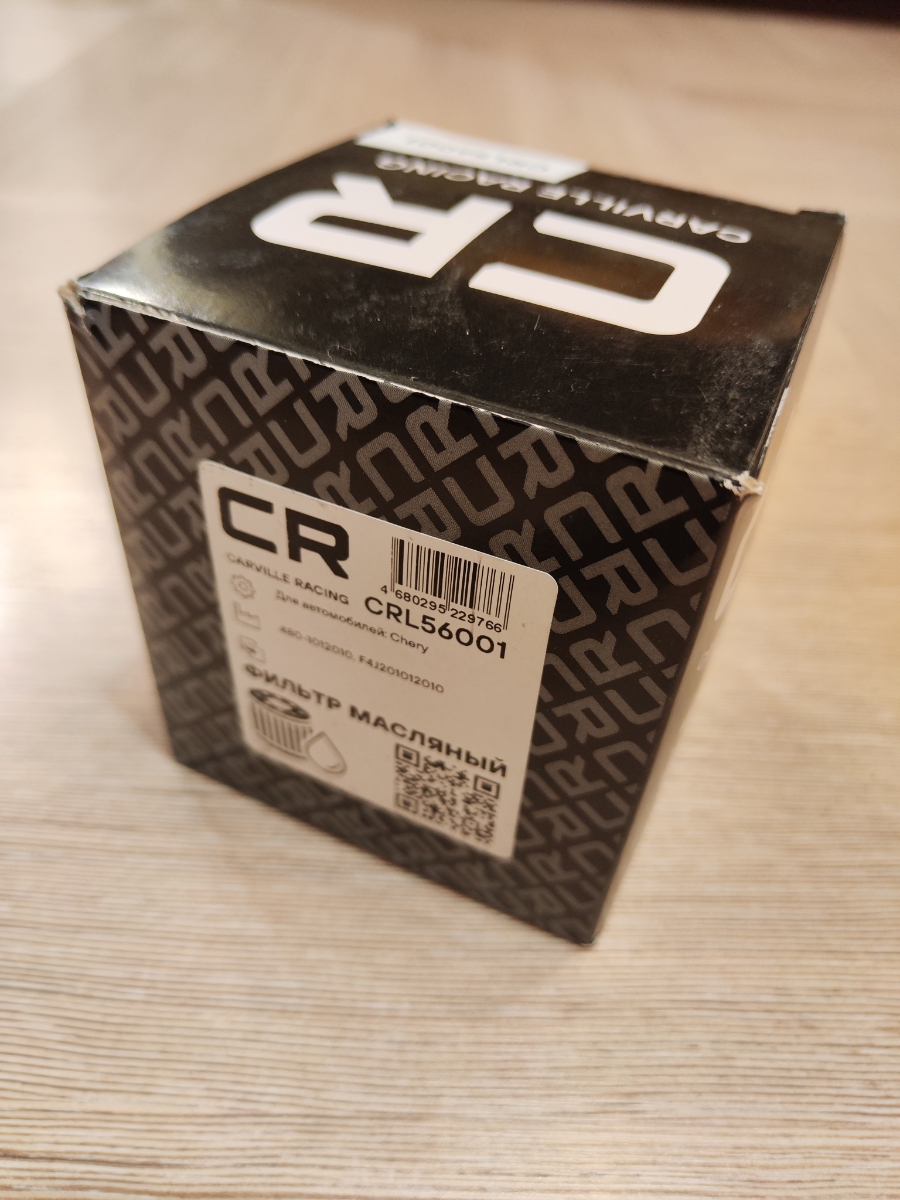 CR
CARVILLE RACING
CR
CARVILLE RACING
4 680295 229766
CRL56001
Для автомобилей: Chery
480-1012010, F4J201012010
ФИЛЬТР МАСЛЯНЫЙ